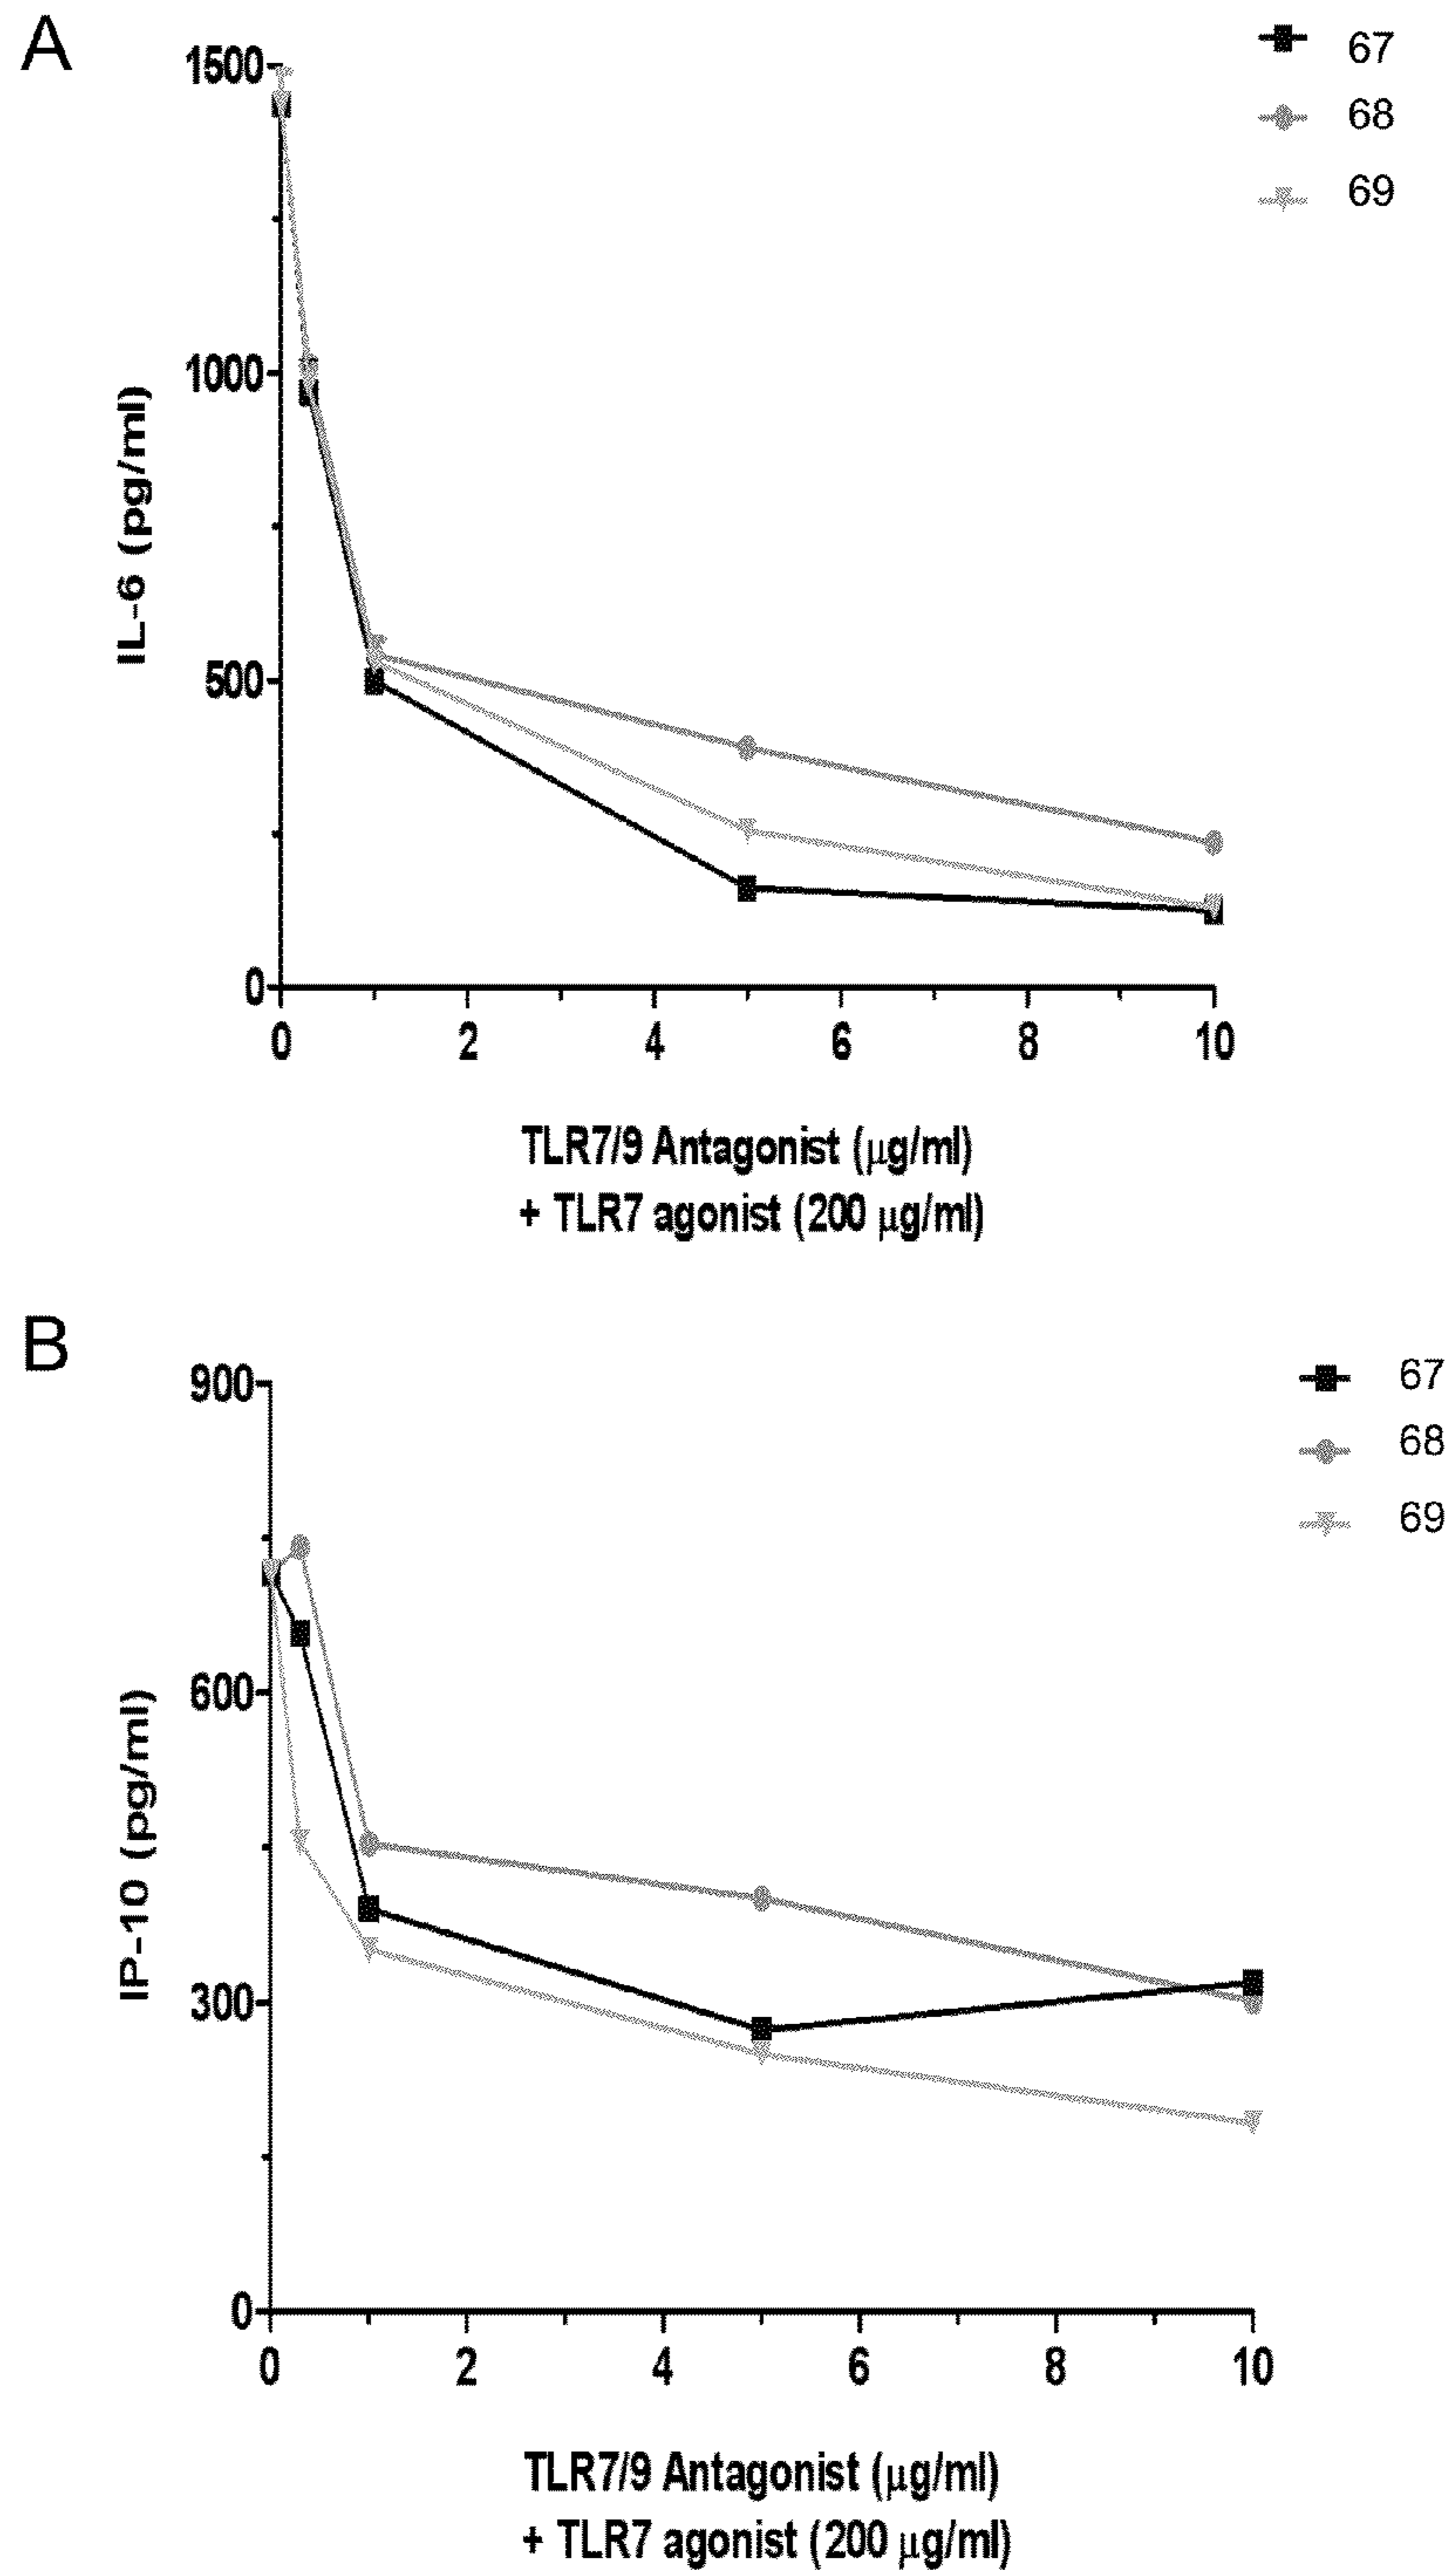 A
67
68
69
1500
1000
500
0
IL-6 (pg/ml)
0 2 4 6 8 10
TLR7/9 Antagonist (μg/ml)
+ TLR7 agonist (200 μg/ml)
B
67
68
69
900
600
300
0
IP-10 (pg/ml)
0 2 4 6 8 10
TLR7/9 Antagonist (μg/ml)
+ TLR7 agonist (200 μg/ml)